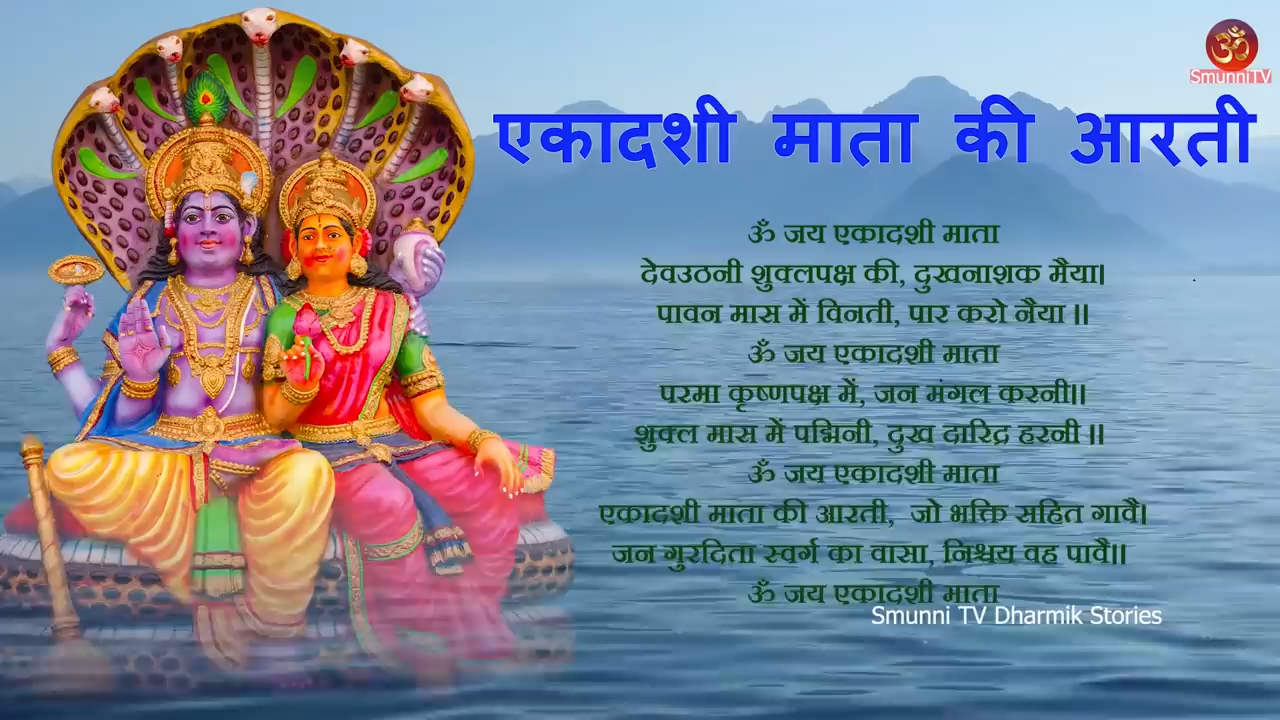 ॐ
SmunniTV
एकादशी माता की आरती
ॐ जय एकादशी माता
देवउठनी शुक्लपक्ष की, दुखनाशक मैया।
पावन मास में विनती, पार करो नैया ॥
ॐ जय एकादशी माता
परमा कृष्णपक्ष में, जन मंगल करनी॥
शुक्ल मास में पद्मिनी, दुख दारिद्र हरनी ॥
ॐ जय एकादशी माता
एकादशी माता की आरती, जो भक्ति सहित गावै।
जन गुरदिता स्वर्ग का वासा, निश्चय वह पावै॥
ॐ जय एकादशी माता
Smunni TV Dharmik Stories